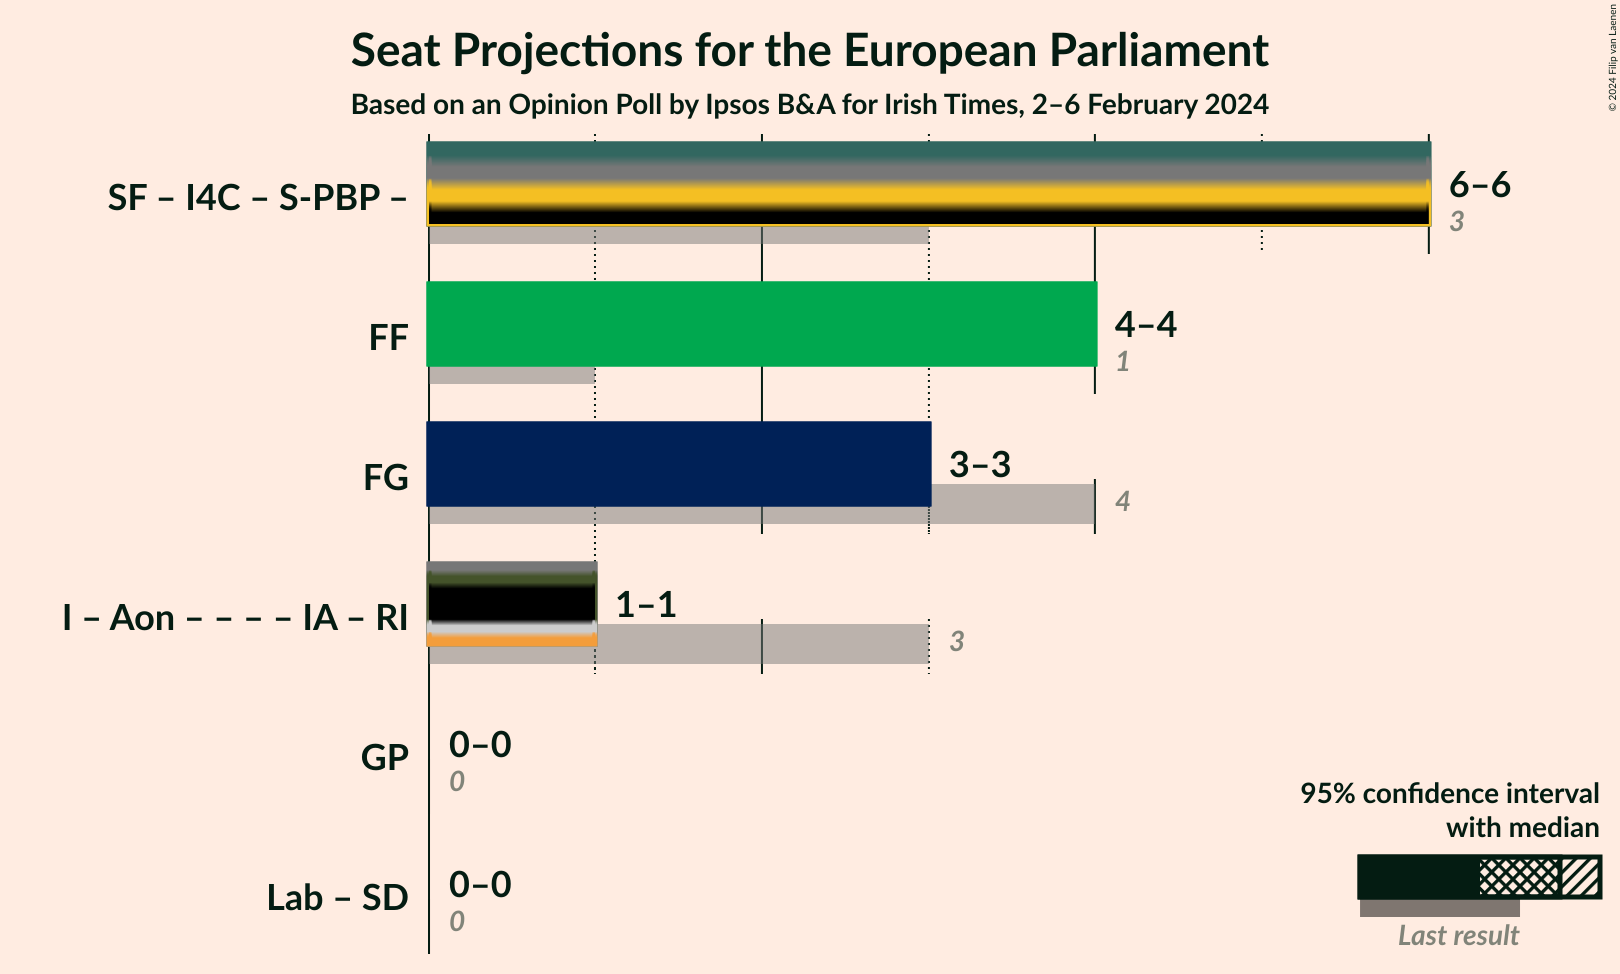 Seat Projections for the European Parliament
Based on an Opinion Poll by Ipsos B&A for Irish Times, 2–6 February 2024
© 2024 Filip van Laenen
SF – I4C – S-PBP –
6–6
3
FF
4–4
1
FG
3–3
4
I – Aon – – – – IA – RI
1–1
3
GP
0–0
0
Lab – SD
0–0
0
95% confidence interval
with median
Last result